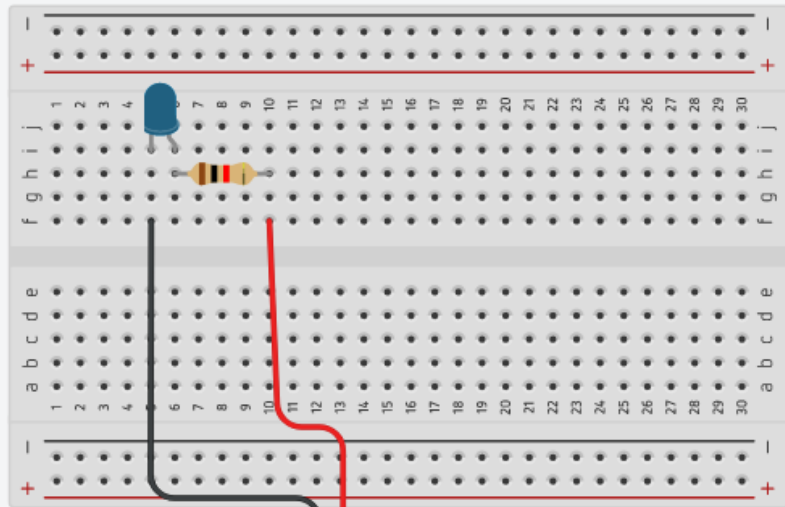 − −
+ +
1 2 3 4 6 7 8 9 10 11 12 13 14 15 16 17 18 19 20 21 22 23 24 25 26 27 28 29 30
j j
i i
h h
g g
f f
e e
d d
c c
b b
a a
1 2 3 4 5 6 7 8 9 10 11 12 13 14 15 16 17 18 19 20 21 22 23 24 25 26 27 28 29 30
− −
+ +